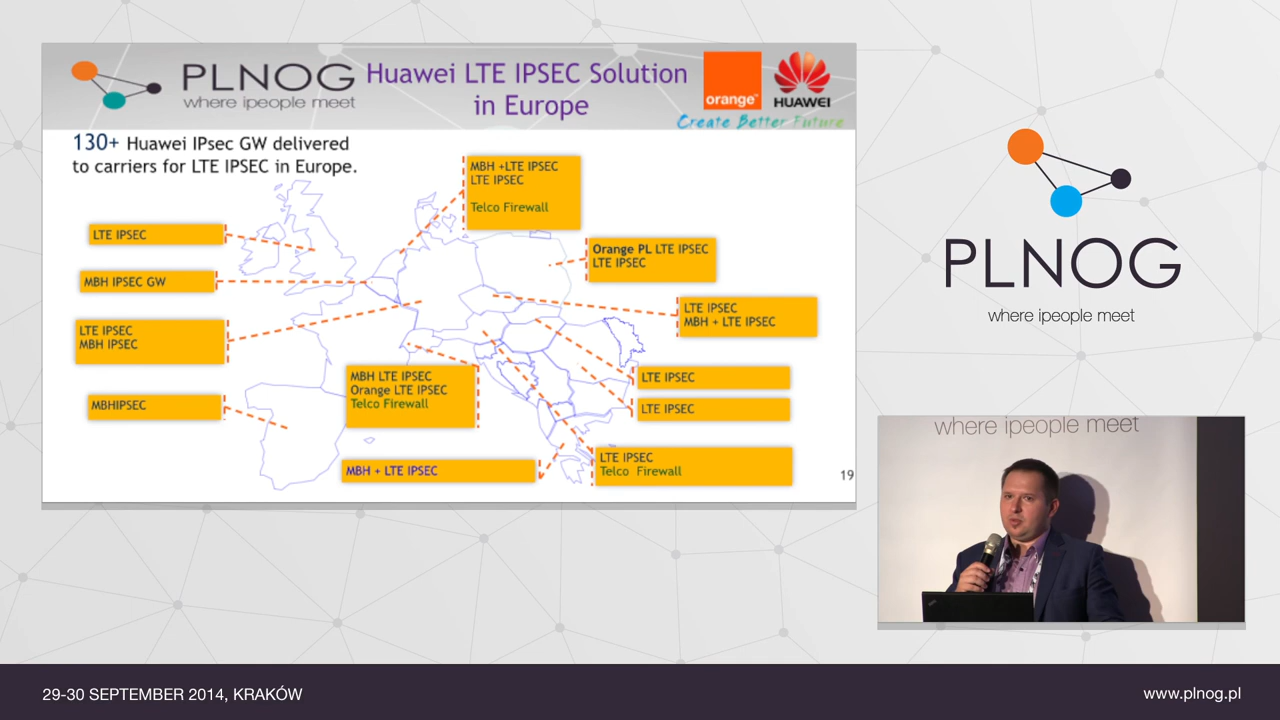 PLNOG
where ipeople meet
Huawei LTE IPSEC Solution
in Europe
orange™
HUAWEI
Create Better Future
130+ Huawei IPsec GW delivered
to carriers for LTE IPSEC in Europe.
MBH +LTE IPSEC
LTE IPSEC
Telco Firewall
LTE IPSEC
Orange PL LTE IPSEC
LTE IPSEC
MBH IPSEC GW
LTE IPSEC
MBH + LTE IPSEC
LTE IPSEC
MBH IPSEC
MBH LTE IPSEC
Orange LTE IPSEC
Telco Firewall
LTE IPSEC
MBHIPSEC
LTE IPSEC
MBH + LTE IPSEC
LTE IPSEC
Telco Firewall
19
PLNOG
where ipeople meet
where ipeople meet
29-30 SEPTEMBER 2014, KRAKÓW
www.plnog.pl